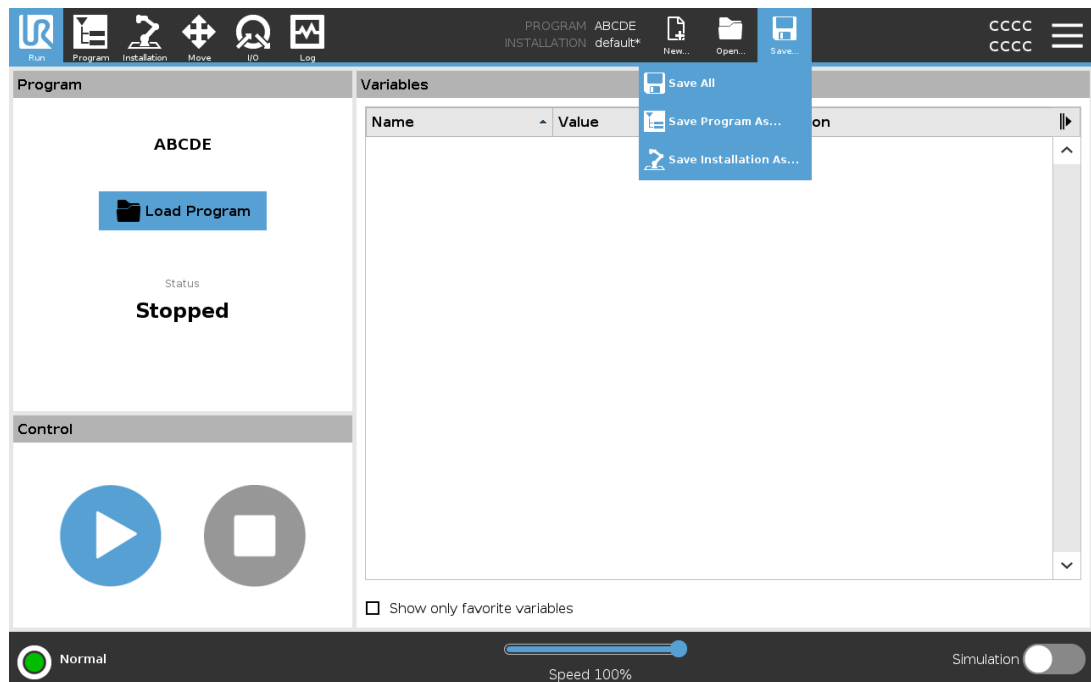 UR
Run
Program
Installation
Move
I/O
Log
PROGRAM ABCDE
INSTALLATION default*
New...
Open...
Save...
CCCC
CCCC
Save All
Save Program As...
Save Installation As...
Program
ABCDE
Load Program
Status
Stopped
Control
Variables
Name
Value
on
Show only favorite variables
Normal
Speed 100%
Simulation